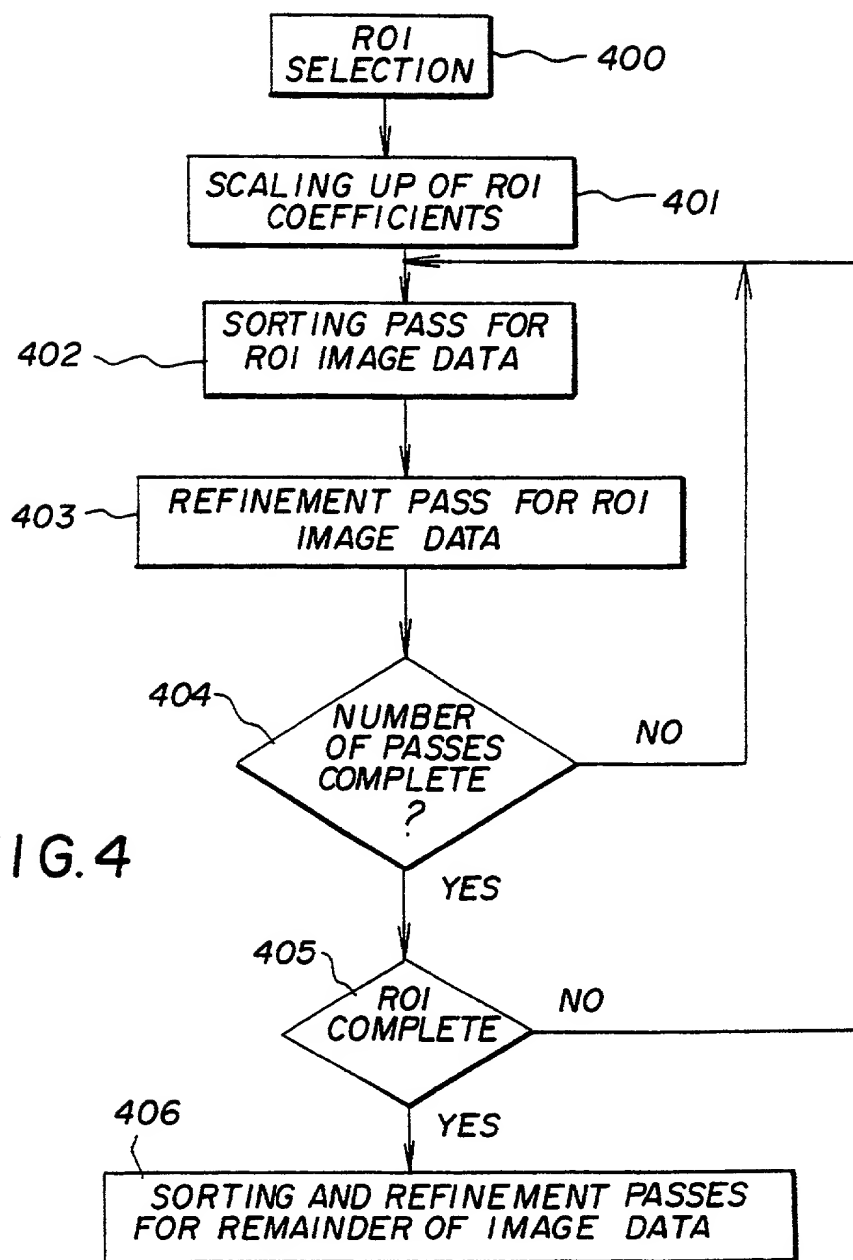 ROI
SELECTION
400
SCALING UP OF ROI
COEFFICIENTS
401
SORTING PASS FOR
ROI IMAGE DATA
402
REFINEMENT PASS FOR ROI
IMAGE DATA
403
404
NUMBER
OF PASSES
COMPLETE
?
NO
IG. 4
YES
405
ROI
COMPLETE
NO
YES
406
SORTING AND REFINEMENT PASSES
FOR REMAINDER OF IMAGE DATA